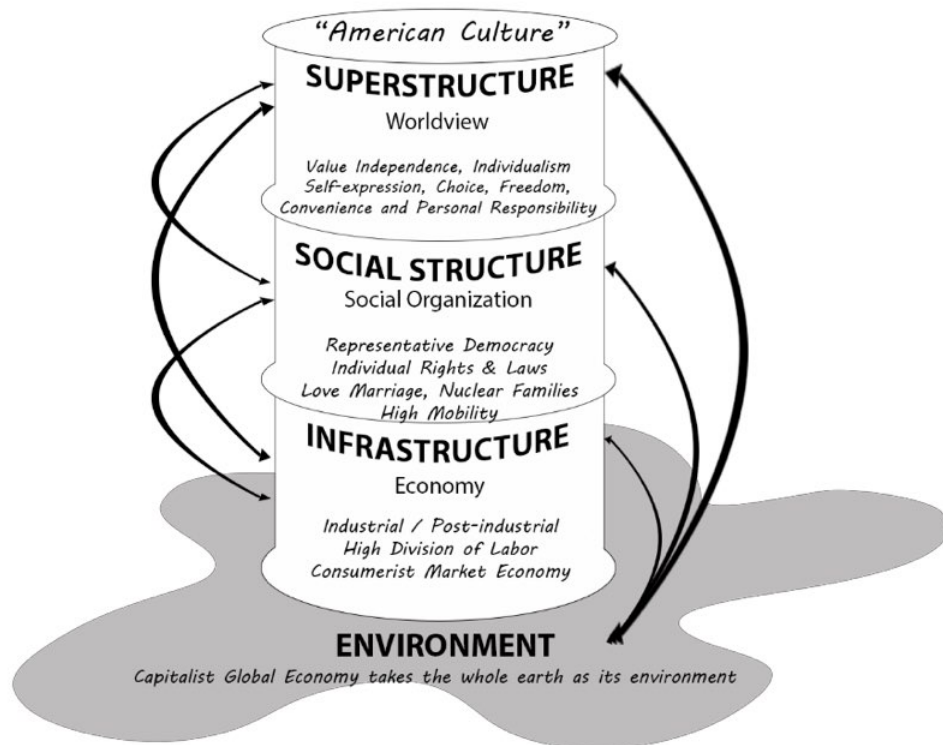 “American Culture”
SUPERSTRUCTURE
Worldview
Value Independence, Individualism
Self-expression, Choice, Freedom,
Convenience and Personal Responsibility
SOCIAL STRUCTURE
Social Organization
Representative Democracy
Individual Rights & Laws
Love Marriage, Nuclear Families
High Mobility
INFRASTRUCTURE
Economy
Industrial / Post-industrial
High Division of Labor
Consumerist Market Economy
ENVIRONMENT
Capitalist Global Economy takes the whole earth as its environment